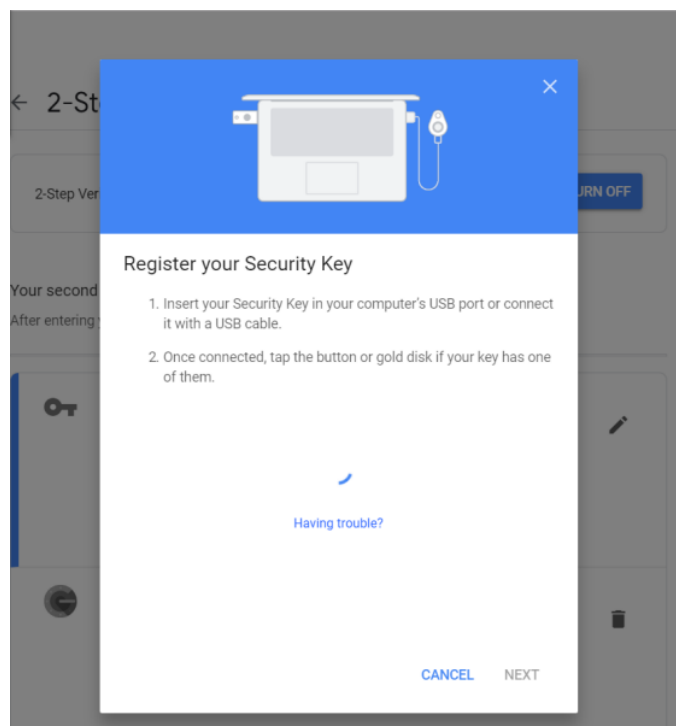 2-St
2-Step Ver
URN OFF
Register your Security Key
Your second
After entering
1. Insert your Security Key in your computer's USB port or connect
it with a USB cable.
2. Once connected, tap the button or gold disk if your key has one
of them.
Having trouble?
CANCEL NEXT